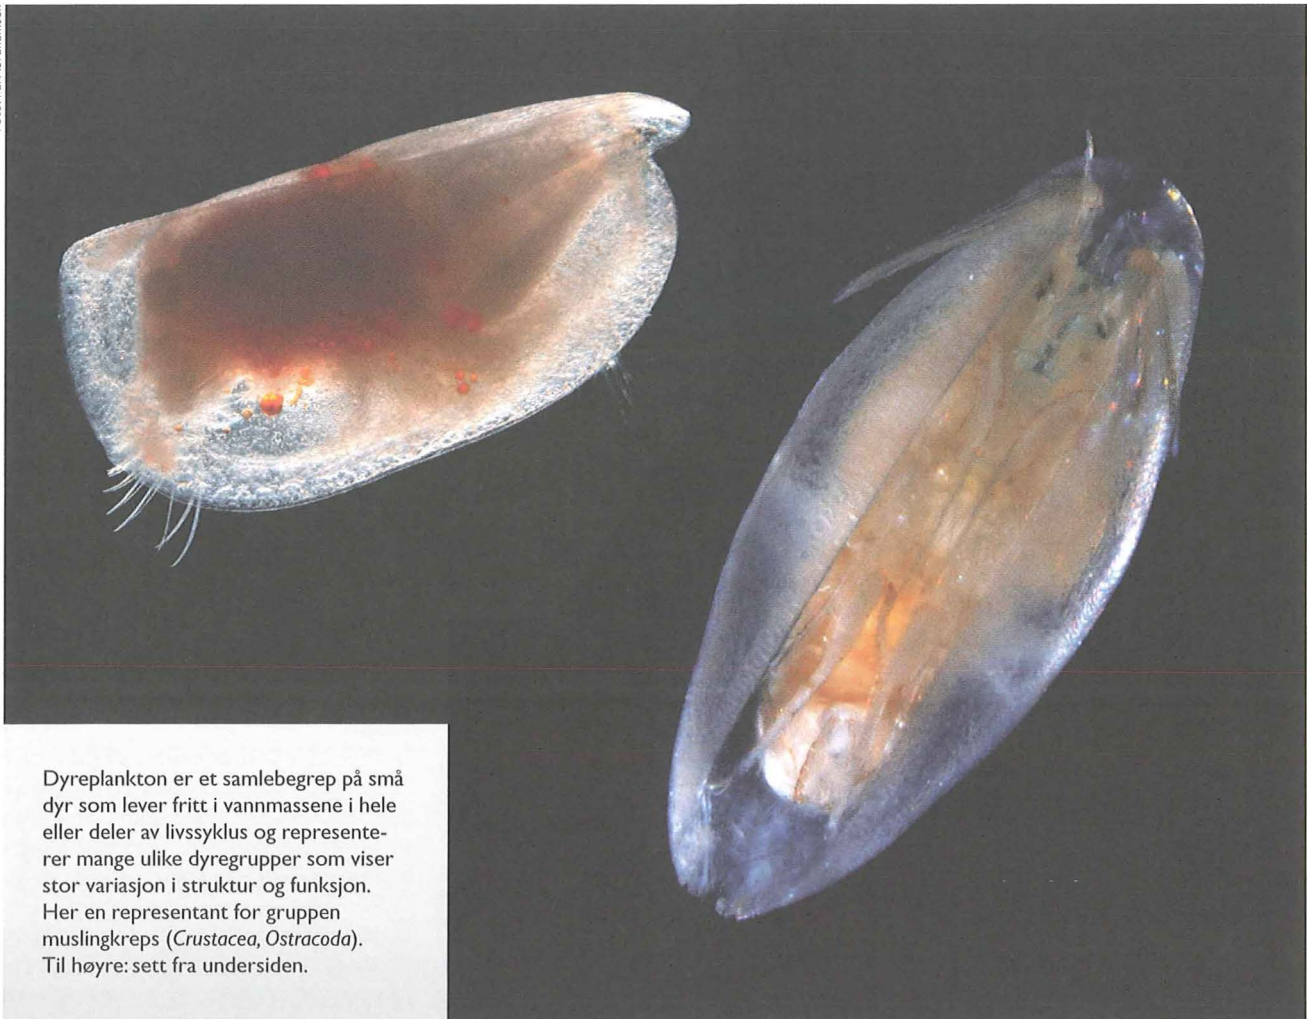 Dyreplankton er et samlebegrep på små
dyr som lever fritt i vannmassene i hele
eller deler av livssyklus og represente-
rer mange ulike dyregrupper som viser
stor variasjon i struktur og funksjon.
Her en representant for gruppen
muslingkreps (Crustacea, Ostracoda).
Til høyre: sett fra undersiden.